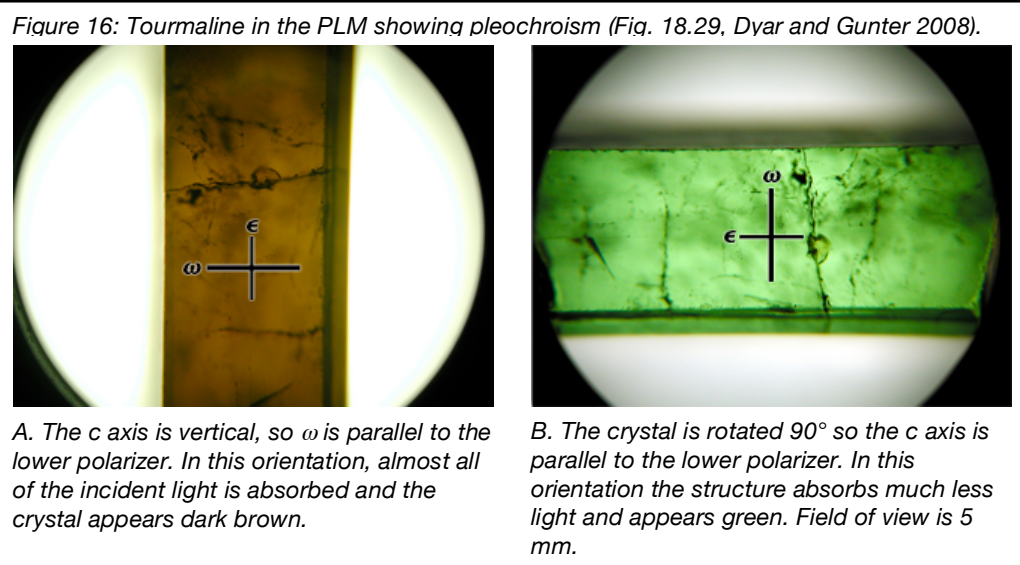 Figure 16: Tourmaline in the PLM showing pleochroism (Fig. 18.29, Dyar and Gunter 2008).
ϵ
ω
ω
ϵ
A. The c axis is vertical, so ω is parallel to the
lower polarizer. In this orientation, almost all
of the incident light is absorbed and the
crystal appears dark brown.
B. The crystal is rotated 90° so the c axis is
parallel to the lower polarizer. In this
orientation the structure absorbs much less
light and appears green. Field of view is 5
mm.